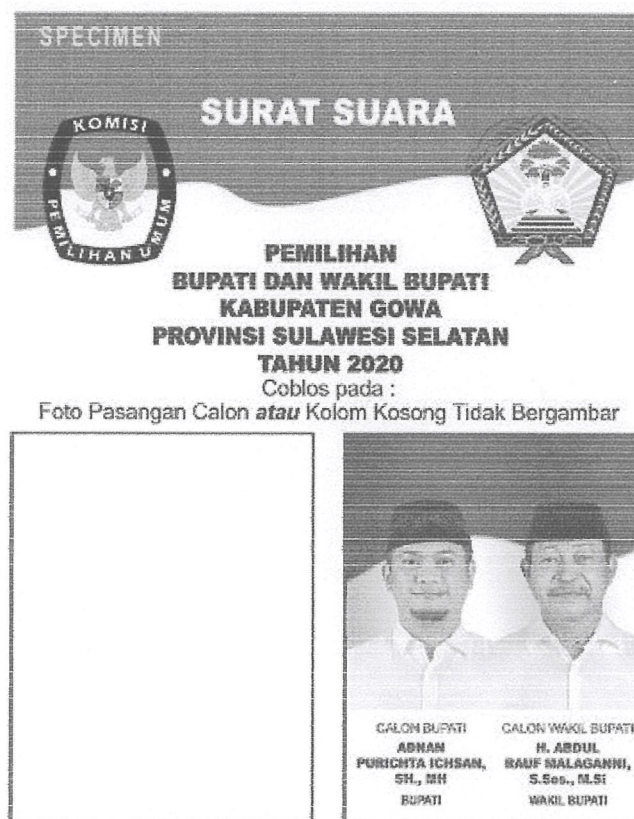 SPECIMEN
SURAT SUARA
KOMISI
PEMILIHAN UMUM
PEMILIHAN
BUPATI DAN WAKIL BUPATI
KABUPATEN GOWA
PROVINSI SULAWESI SELATAN
TAHUN 2020
Coblos pada :
Foto Pasangan Calon atau Kolom Kosong Tidak Bergambar
CALON BUPATI
ADNAN
PURICHTA ICHSAN,
SH., MH
BUPATI
CALON WAKIL BUPATI
H. ABDUL
RAUF MALAGANNI,
S.Sos., M.Si
WAKIL BUPATI